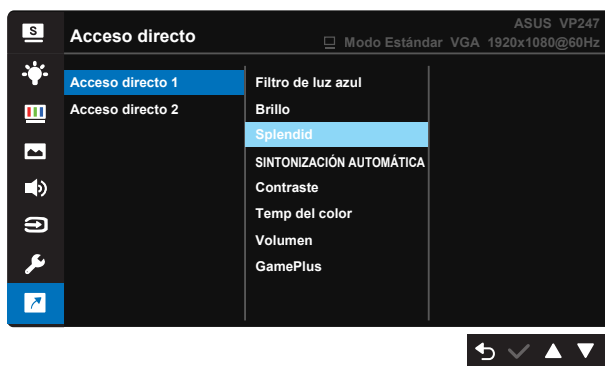 S
Acceso directo
ASUS VP247
Modo Estándar VGA 1920x1080@60Hz
Acceso directo 1
Acceso directo 2
Filtro de luz azul
Brillo
Splendid
SINTONIZACIÓN AUTOMÁTICA
Contraste
Temp del color
Volumen
GamePlus